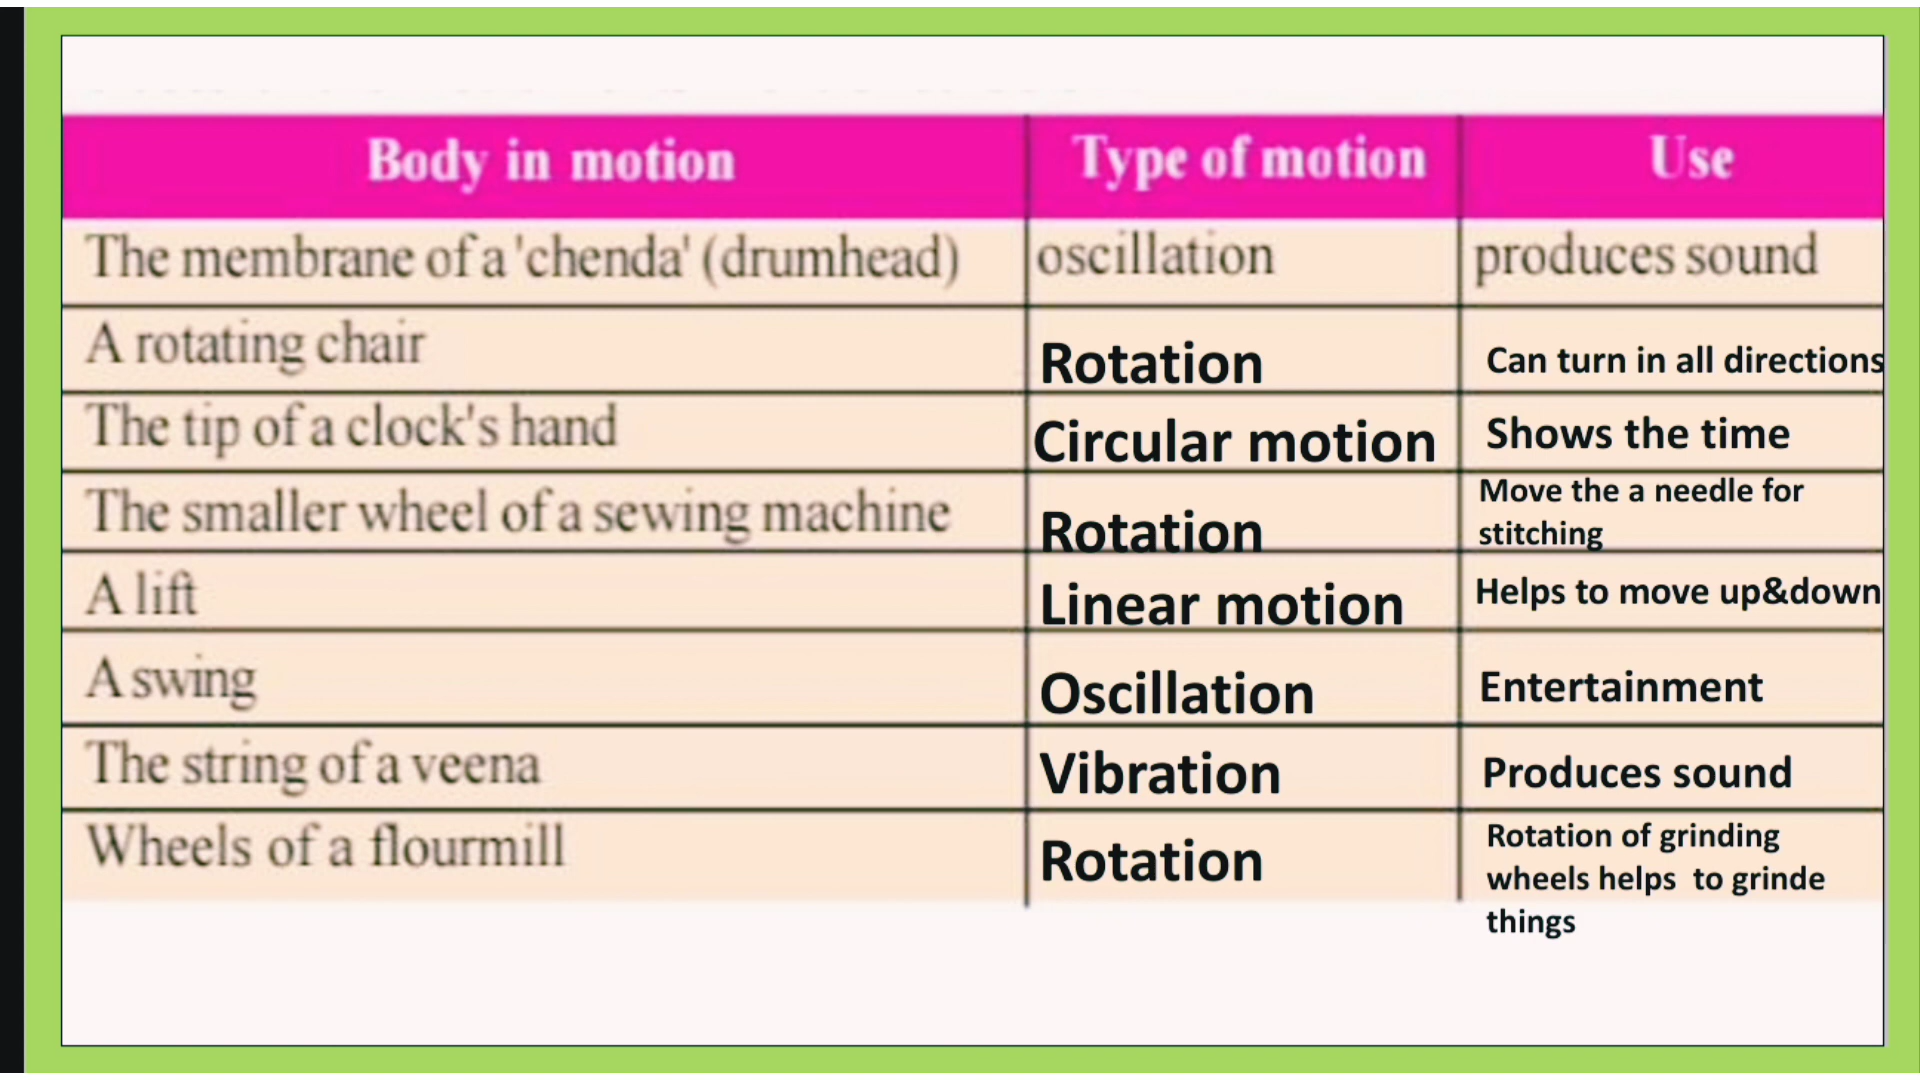 Body in motion Type of motion Use
The membrane of a 'chenda' (drumhead) oscillation produces sound
A rotating chair Rotation Can turn in all directions
The tip of a clock's hand Circular motion Shows the time
The smaller wheel of a sewing machine Rotation Move the a needle for
stitching
A lift Linear motion Helps to move up&down
A swing Oscillation Entertainment
The string of a veena Vibration Produces sound
Wheels of a flourmill Rotation Rotation of grinding
wheels helps to grinde
things